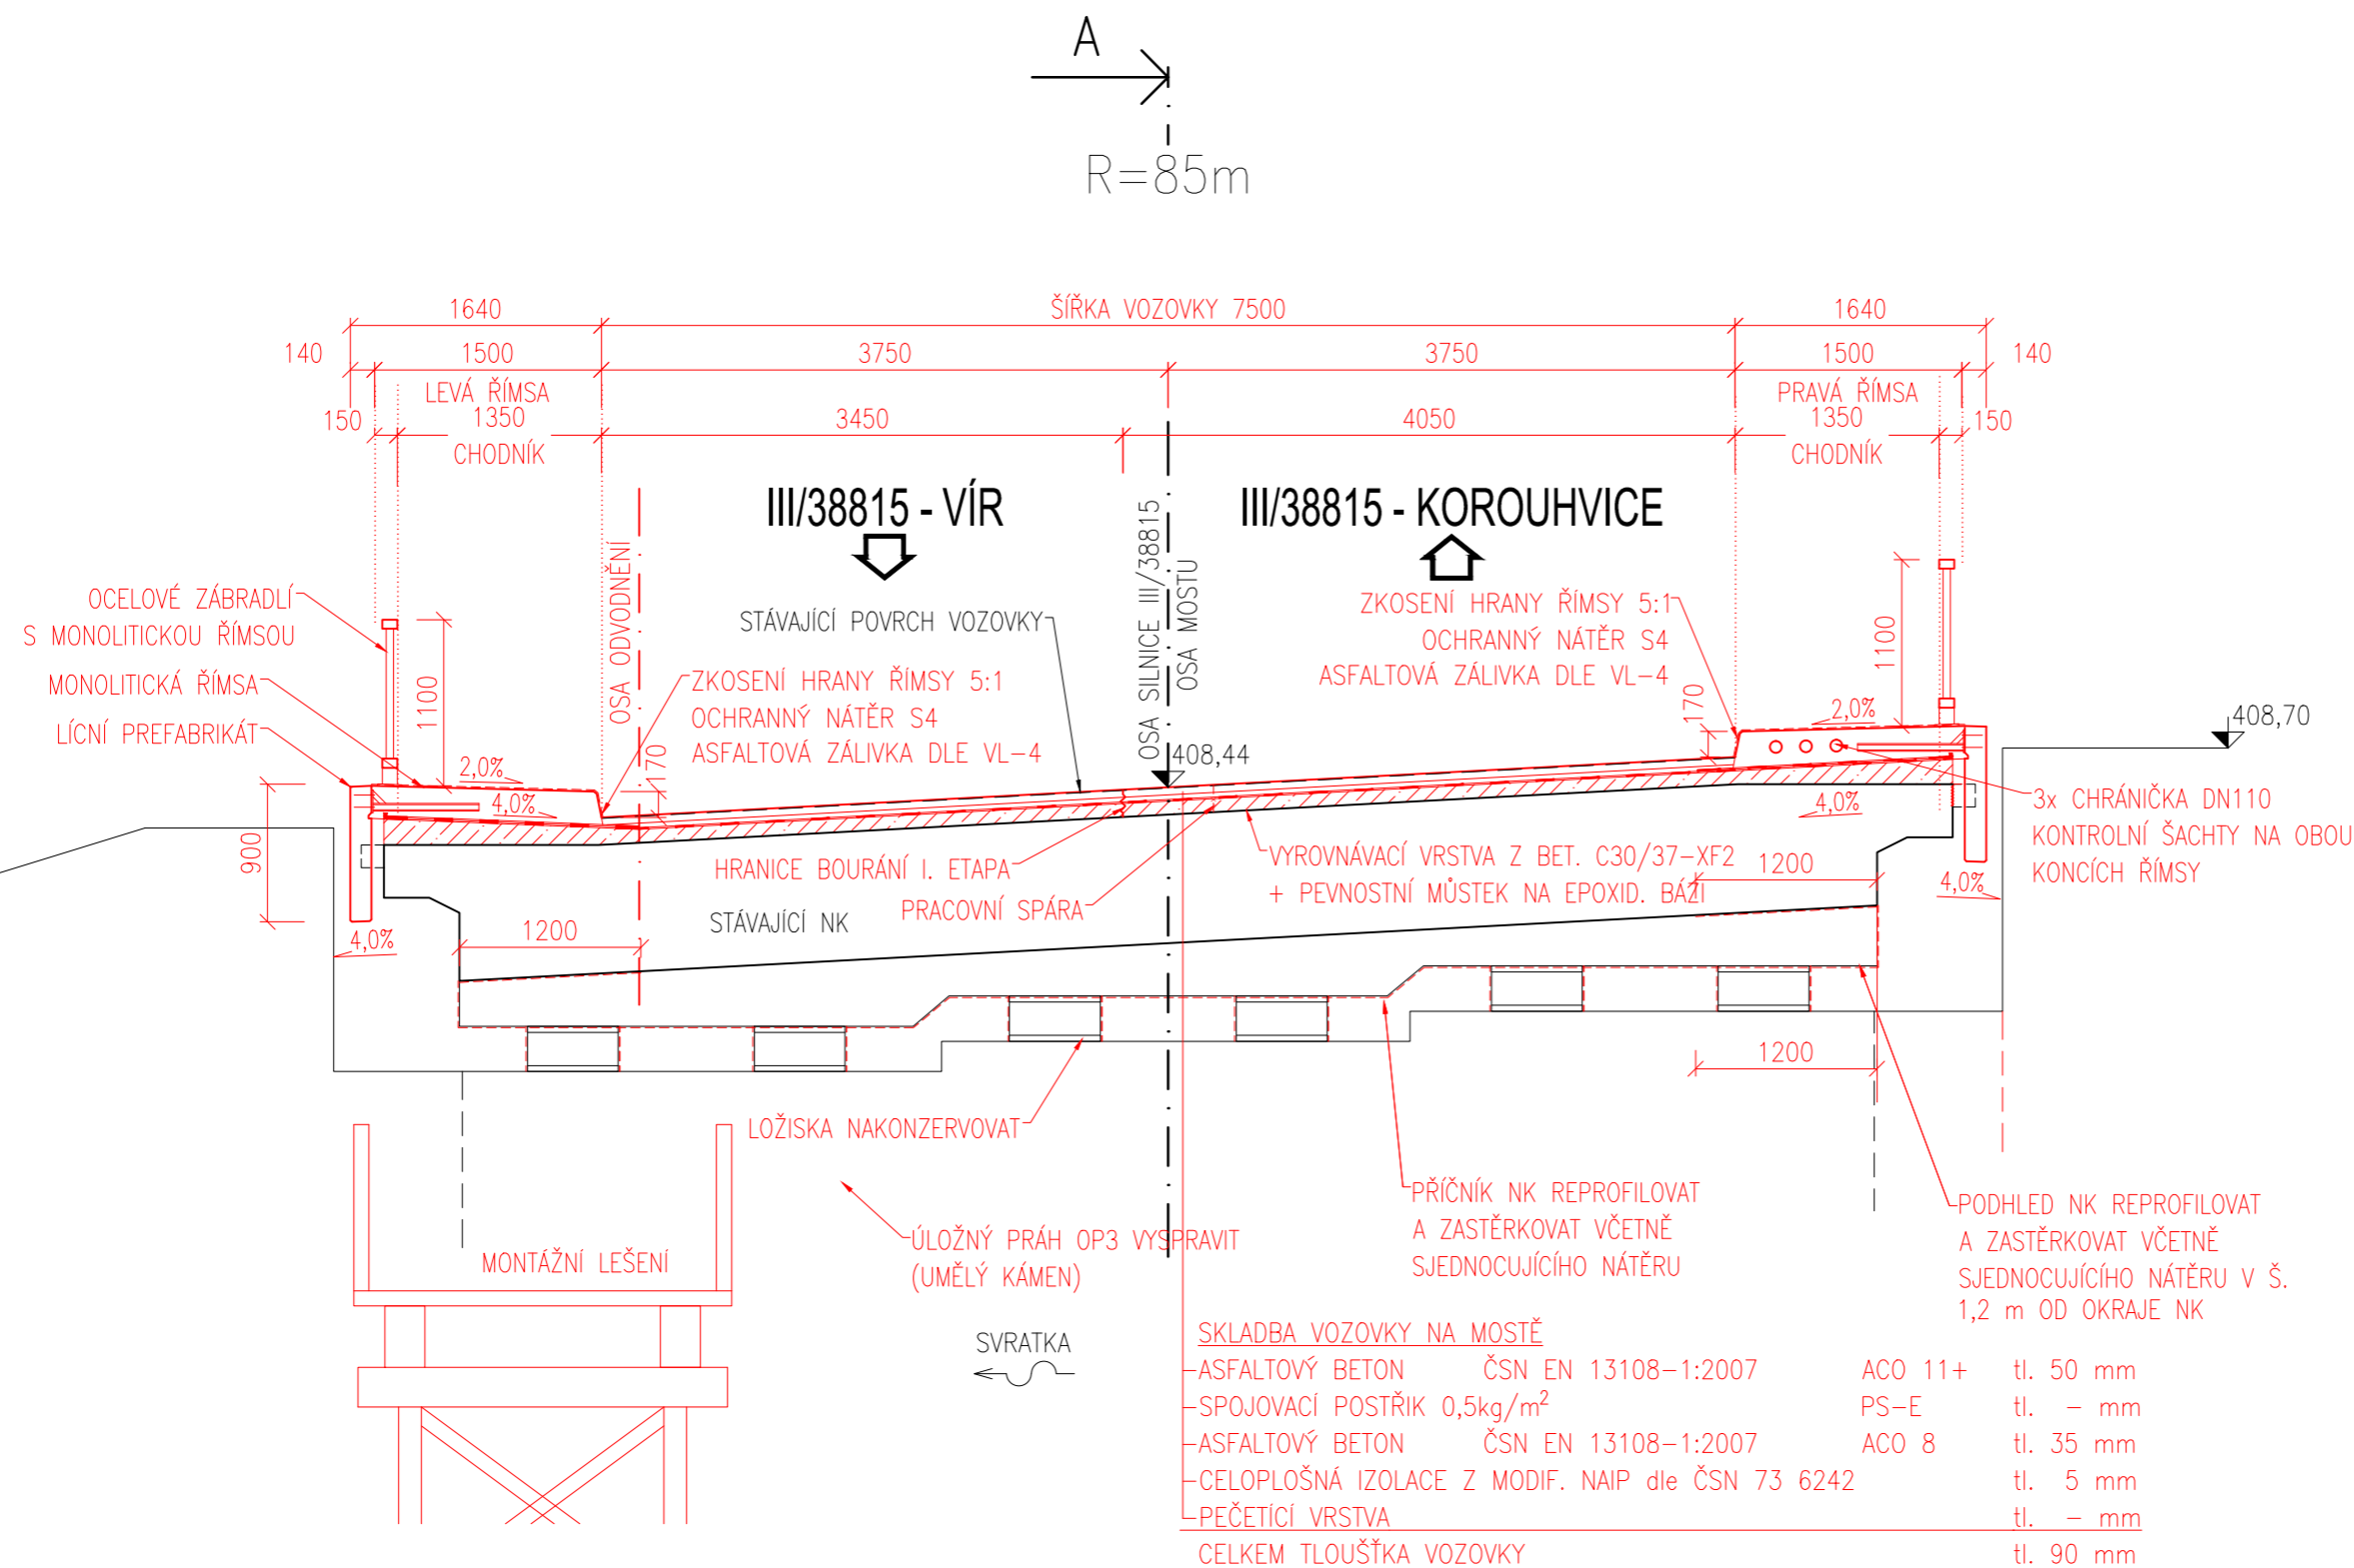 A
R=85m
1640
ŠÍŘKA VOZOVKY 7500
1640
140
1500
3750
3750
1500
140
LEVÁ ŘÍMSA
PRAVÁ ŘÍMSA
150
1350
3450
4050
1350
150
CHODNÍK
CHODNÍK
III/38815 - VÍR
III/38815 - KOROUHVICE
OSA ODVODNĚNÍ
OSA SILNICE III/38815
OSA MOSTU
OCELOVÉ ZÁBRADLÍ
S MONOLITICKOU ŘÍMSOU
MONOLITICKÁ ŘÍMSA
LÍCNÍ PREFABRIKÁT
STÁVAJÍCÍ POVRCH VOZOVKY
ZKOSENÍ HRANY ŘÍMSY 5:1
OCHRANNÝ NÁTĚR S4
ASFALTOVÁ ZÁLIVKA DLE VL-4
ZKOSENÍ HRANY ŘÍMSY 5:1
OCHRANNÝ NÁTĚR S4
ASFALTOVÁ ZÁLIVKA DLE VL-4
1100
1100
170
170
2,0%
2,0%
408,70
408,44
4,0%
4,0%
900
3x CHRÁNIČKA DN110
KONTROLNÍ ŠACHTY NA OBOU
KONCÍCH ŘÍMSY
HRANICE BOURÁNÍ I. ETAPA
PRACOVNÍ SPÁRA
STÁVAJÍCÍ NK
VYROVNÁVACÍ VRSTVA Z BET. C30/37-XF2
+ PEVNOSTNÍ MŮSTEK NA EPOXID. BÁZI
1200
4,0%
4,0%
1200
1200
LOŽISKA NAKONZERVOVAT
PŘÍČNÍK NK REPROFILOVAT
A ZASTĚRKOVAT VČETNĚ
SJEDNOCUJÍCÍHO NÁTĚRU
PODHLED NK REPROFILOVAT
A ZASTĚRKOVAT VČETNĚ
SJEDNOCUJÍCÍHO NÁTĚRU V Š.
1,2 m OD OKRAJE NK
ÚLOŽNÝ PRÁH OP3 VYSPRAVIT
(UMĚLÝ KÁMEN)
MONTÁŽNÍ LEŠENÍ
SVRATKA
SKLADBA VOZOVKY NA MOSTĚ
ASFALTOVÝ BETON ČSN EN 13108-1:2007 ACO 11+ tl. 50 mm
SPOJOVACÍ POSTŘIK 0,5kg/m² PS-E tl. - mm
ASFALTOVÝ BETON ČSN EN 13108-1:2007 ACO 8 tl. 35 mm
CELOPLOŠNÁ IZOLACE Z MODIF. NAIP dle ČSN 73 6242 tl. 5 mm
PEČETÍCÍ VRSTVA tl. - mm
CELKEM TLOUŠŤKA VOZOVKY tl. 90 mm